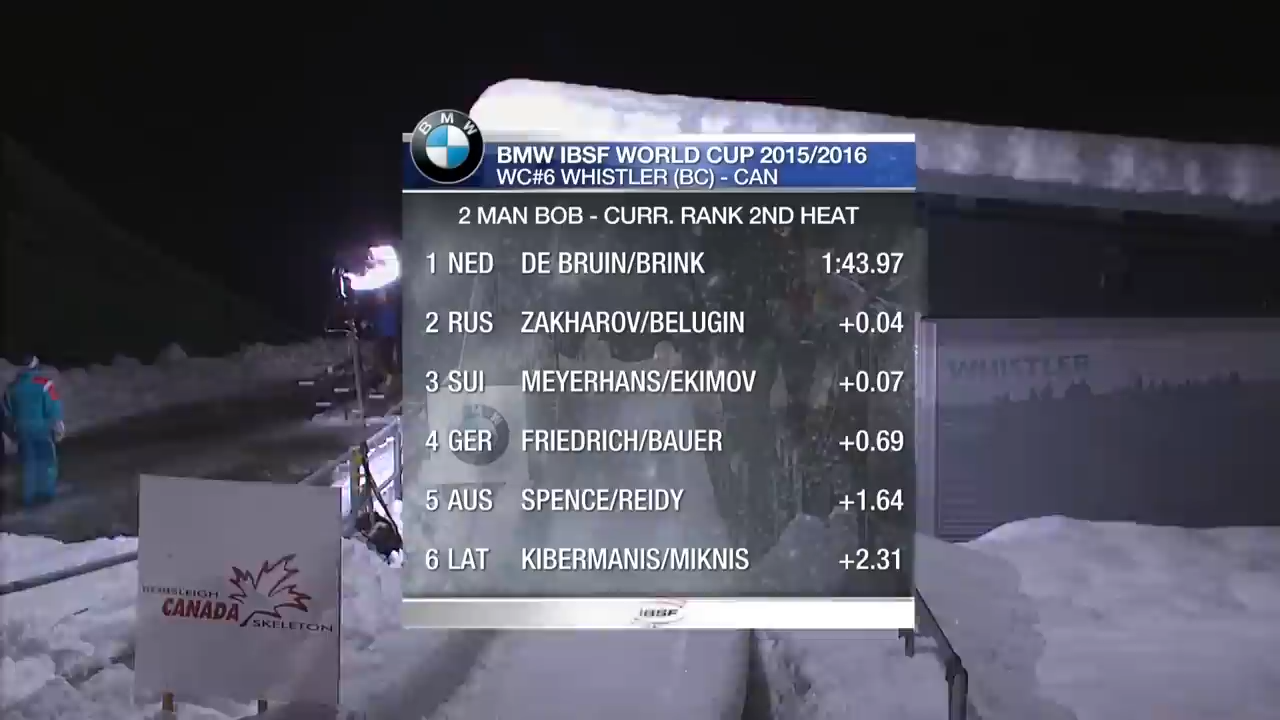 BMW
BMW IBSF WORLD CUP 2015/2016
WC#6 WHISTLER (BC) - CAN
2 MAN BOB - CURR. RANK 2ND HEAT
1 NED DE BRUIN/BRINK 1:43.97
2 RUS ZAKHAROV/BELUGIN +0.04
3 SUI MEYERHANS/EKIMOV +0.07
4 GER FRIEDRICH/BAUER +0.69
5 AUS SPENCE/REIDY +1.64
6 LAT KIBERMANIS/MIKNIS +2.31
IBSF
WHISTLER
BMW
BOBSLEIGH
CANADA
SKELETON